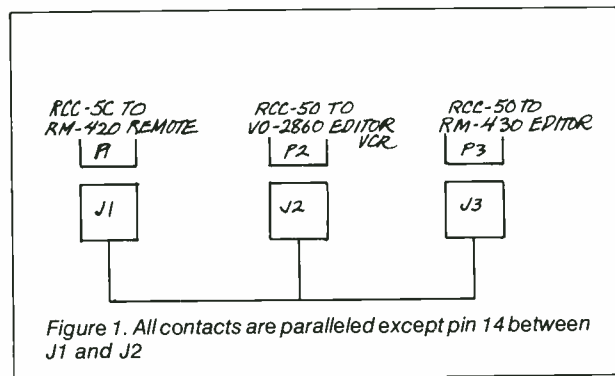 RCC-5C TO
RM-420 REMOTE
P1
RCC-50 TO
VO-2860 EDITOR
VCR
P2
RCC-50 TO
RM-430 EDITOR
P3
J1
J2
J3
Figure 1. All contacts are paralleled except pin 14 between
J1 and J2